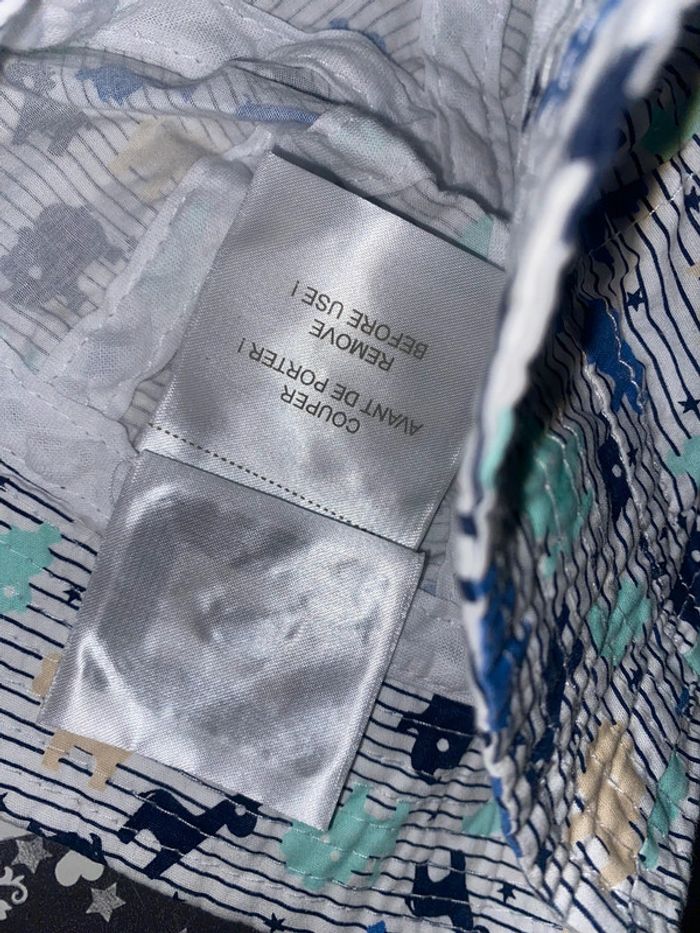 COUPER
AVANT DE PORTER !
REMOVE
BEFORE USE !